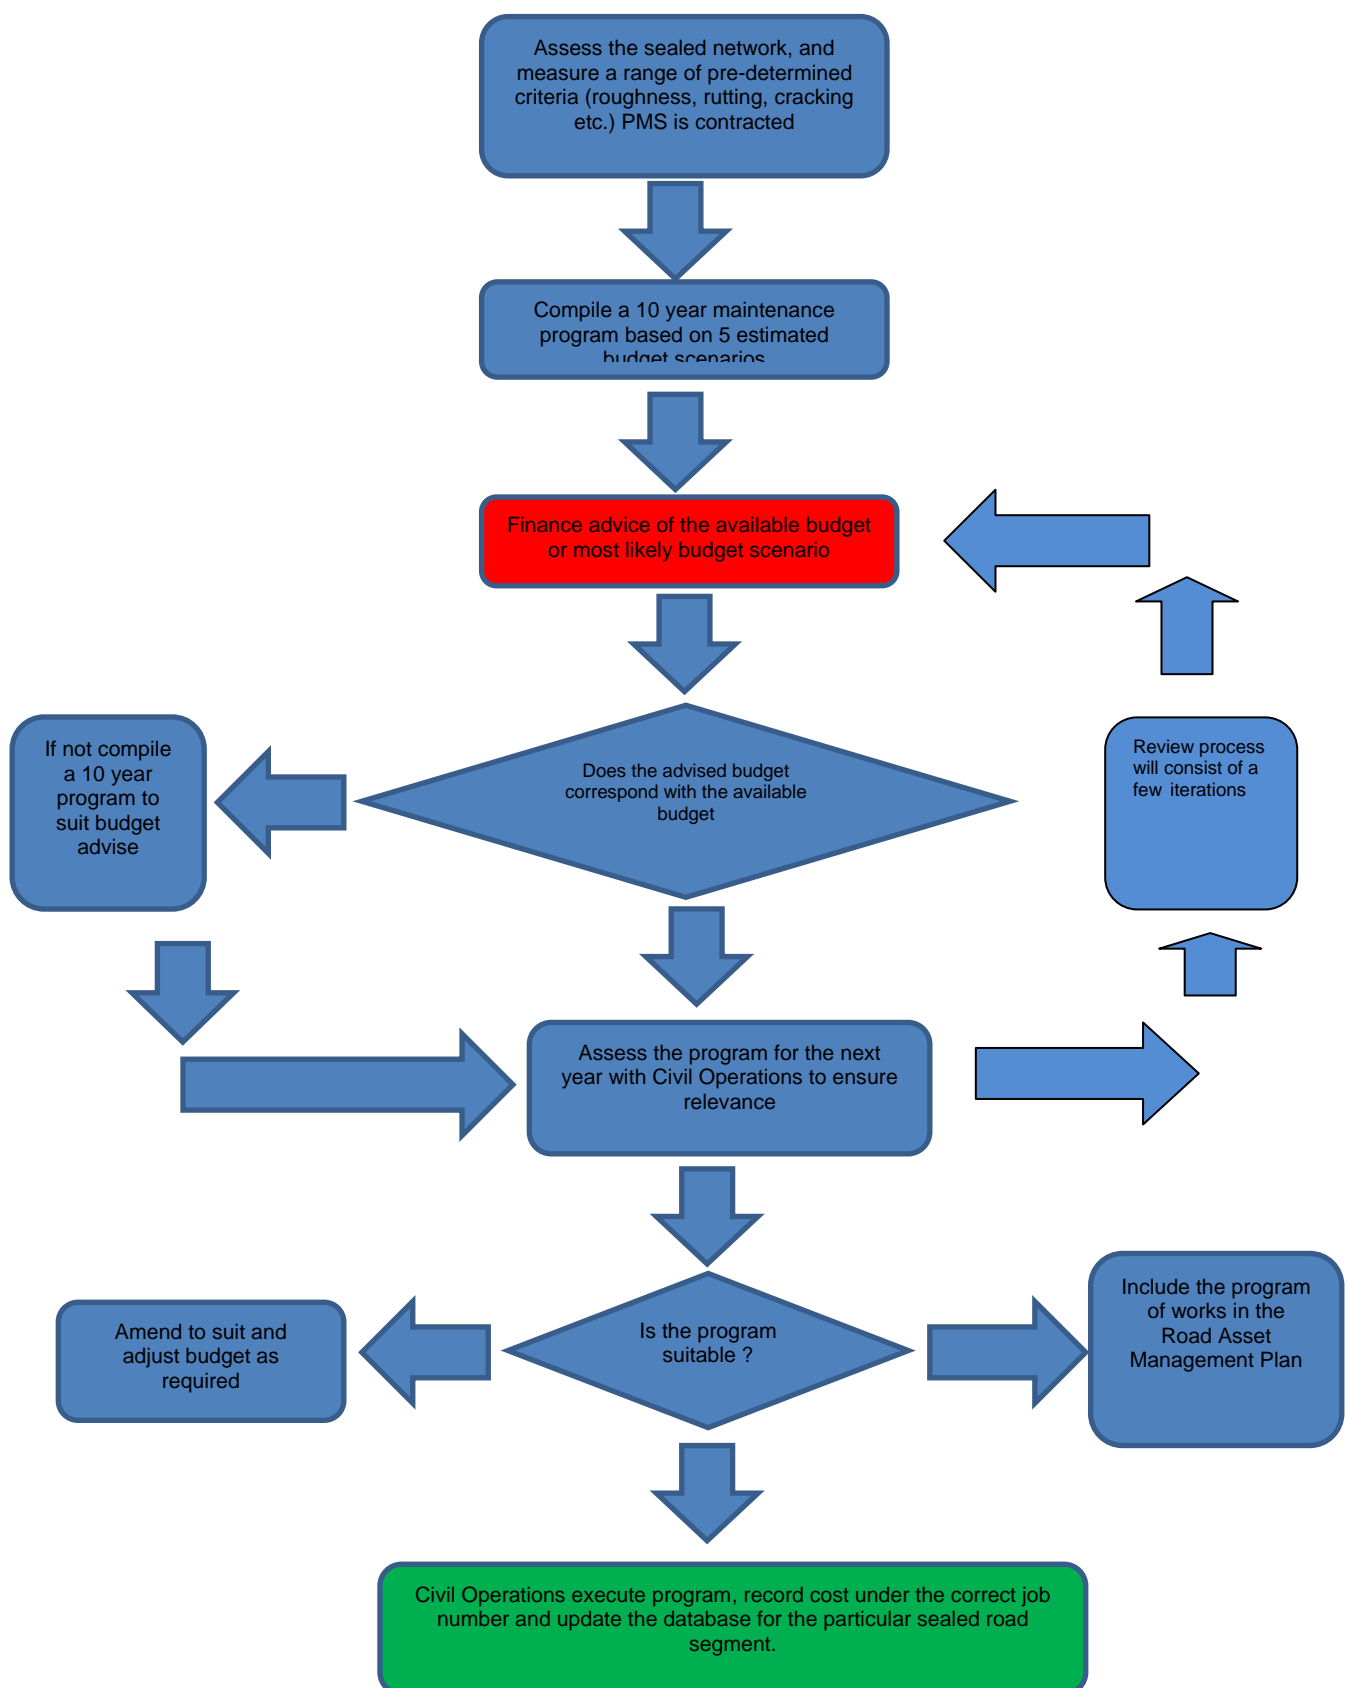 Assess the sealed network, and
measure a range of pre-determined
criteria (roughness, rutting, cracking
etc.) PMS is contracted
Compile a 10 year maintenance
program based on 5 estimated
budget scenarios
Finance advice of the available budget
or most likely budget scenario
If not compile
a 10 year
program to
suit budget
advise
Does the advised budget
correspond with the available
budget
Review process
will consist of a
few iterations
Assess the program for the next
year with Civil Operations to ensure
relevance
Amend to suit and
adjust budget as
required
Is the program
suitable ?
Include the program
of works in the
Road Asset
Management Plan
Civil Operations execute program, record cost under the correct job
number and update the database for the particular sealed road
segment.